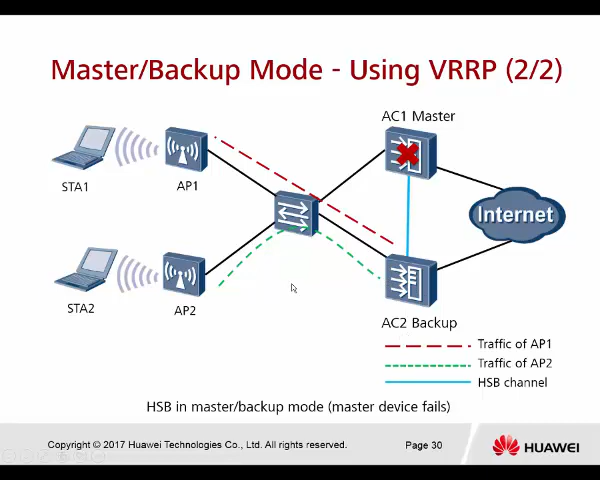 Master/Backup Mode - Using VRRP (2/2)
AC1 Master
STA1
AP1
Internet
STA2
AP2
AC2 Backup
Traffic of AP1
Traffic of AP2
HSB channel
HSB in master/backup mode (master device fails)
Copyright © 2017 Huawei Technologies Co., Ltd. All rights reserved.
Page 30
HUAWEI